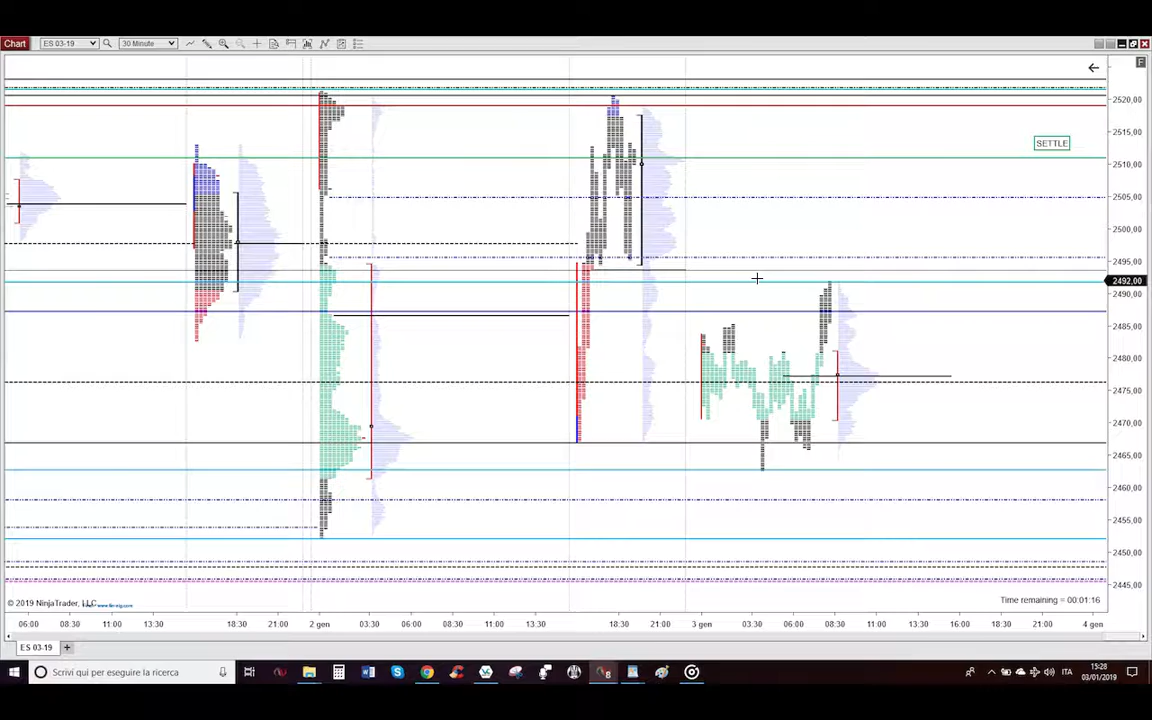 Chart
ES 03-19
30 Minute
F
2520,00
SETTLE
2515,00
2510,00
2505,00
2500,00
2495,00
2492,00
2490,00
2485,00
2480,00
2475,00
2470,00
2465,00
2460,00
2455,00
2450,00
2445,00
© 2019 NinjaTrader, LLC
Time remaining = 00:01:16
06:00 08:30 11:00 13:30 18:30 21:00 2 gen 03:30 06:00 08:30 11:00 13:30 18:30 21:00 3 gen 03:30 06:00 08:30 11:00 13:30 16:00 18:30 21:00 4 gen
ES 03-19
Scrivi qui per eseguire la ricerca
ITA
15:28
03/01/2019